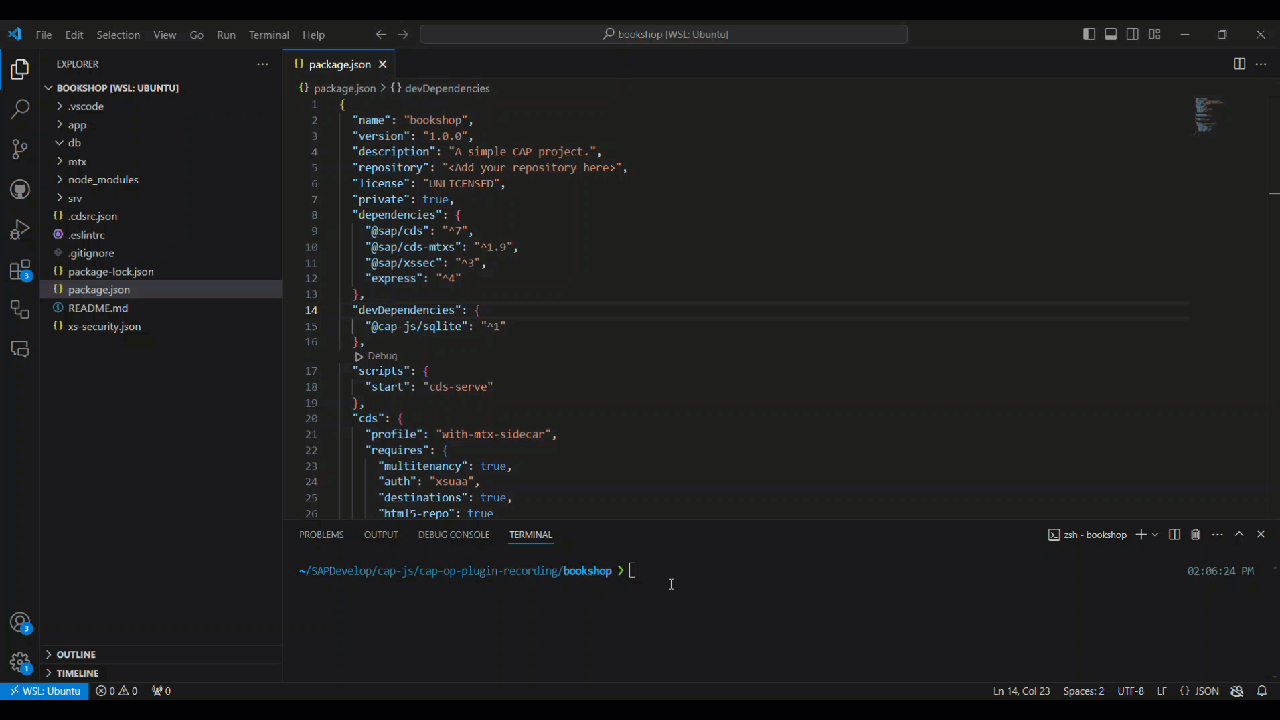 File Edit Selection View Go Run Terminal Help
bookshop [WSL: Ubuntu]
EXPLORER
BOOKSHOP [WSL: UBUNTU]
.vscode
app
db
mtx
node_modules
srv
.cdsrc.json
.eslintrc
.gitignore
package-lock.json
package.json
README.md
xs-security.json
OUTLINE
TIMELINE
3
3
1
package.json
package.json > {} devDependencies
1 {
2 "name": "bookshop",
3 "version": "1.0.0",
4 "description": "A simple CAP project.",
5 "repository": "<Add your repository here>",
6 "license": "UNLICENSED",
7 "private": true,
8 "dependencies": {
9 "@sap/cds": "^7",
10 "@sap/cds-mtxs": "^1.9",
11 "@sap/xssec": "^3",
12 "express": "^4"
13 },
14 "devDependencies": {
15 "@cap-js/sqlite": "^1"
16 },
Debug
17 "scripts": {
18 "start": "cds-serve"
19 },
20 "cds": {
21 "profile": "with-mtx-sidecar",
22 "requires": {
23 "multitenancy": true,
24 "auth": "xsuaa",
25 "destinations": true,
26 "html5-repo": true
PROBLEMS OUTPUT DEBUG CONSOLE TERMINAL
zsh - bookshop
~/SAPDevelop/cap-js/cap-op-plugin-recording/bookshop ❯
02:06:24 PM
WSL: Ubuntu 0 0 0
Ln 14, Col 23 Spaces: 2 UTF-8 LF {} JSON